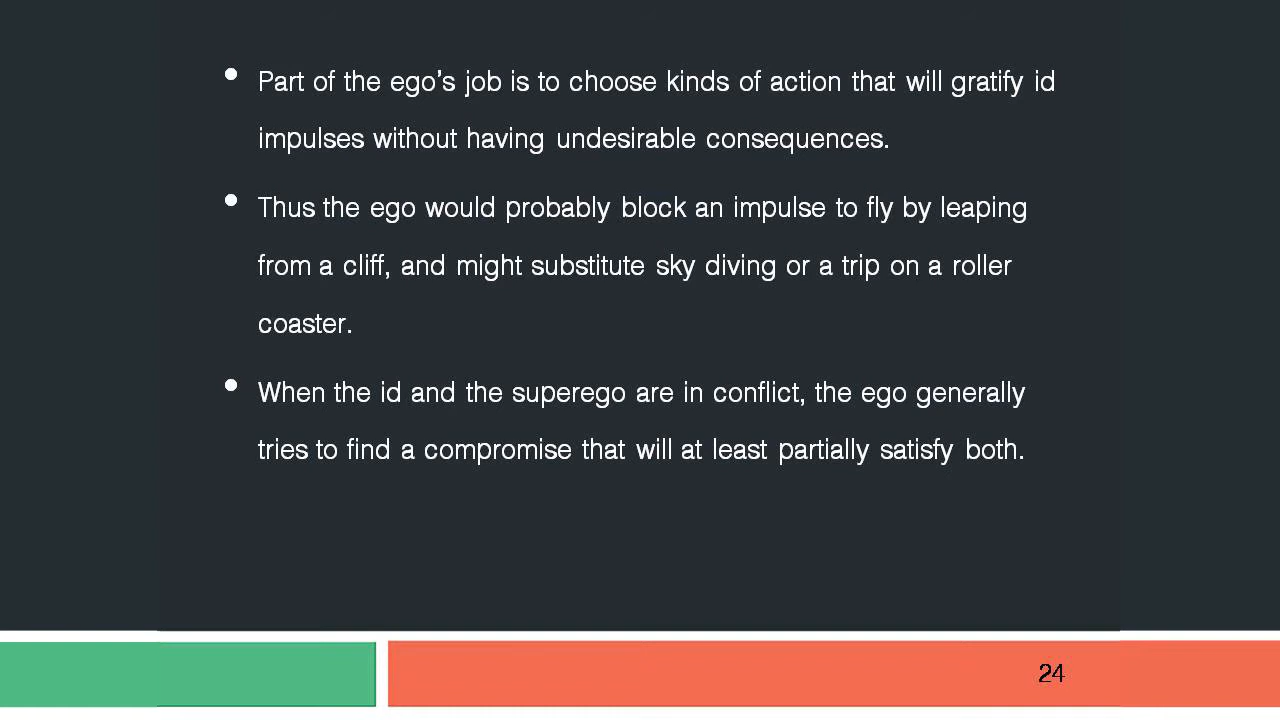 • Part of the ego's job is to choose kinds of action that will gratify id
impulses without having undesirable consequences.
• Thus the ego would probably block an impulse to fly by leaping
from a cliff, and might substitute sky diving or a trip on a roller
coaster.
• When the id and the superego are in conflict, the ego generally
tries to find a compromise that will at least partially satisfy both.
24